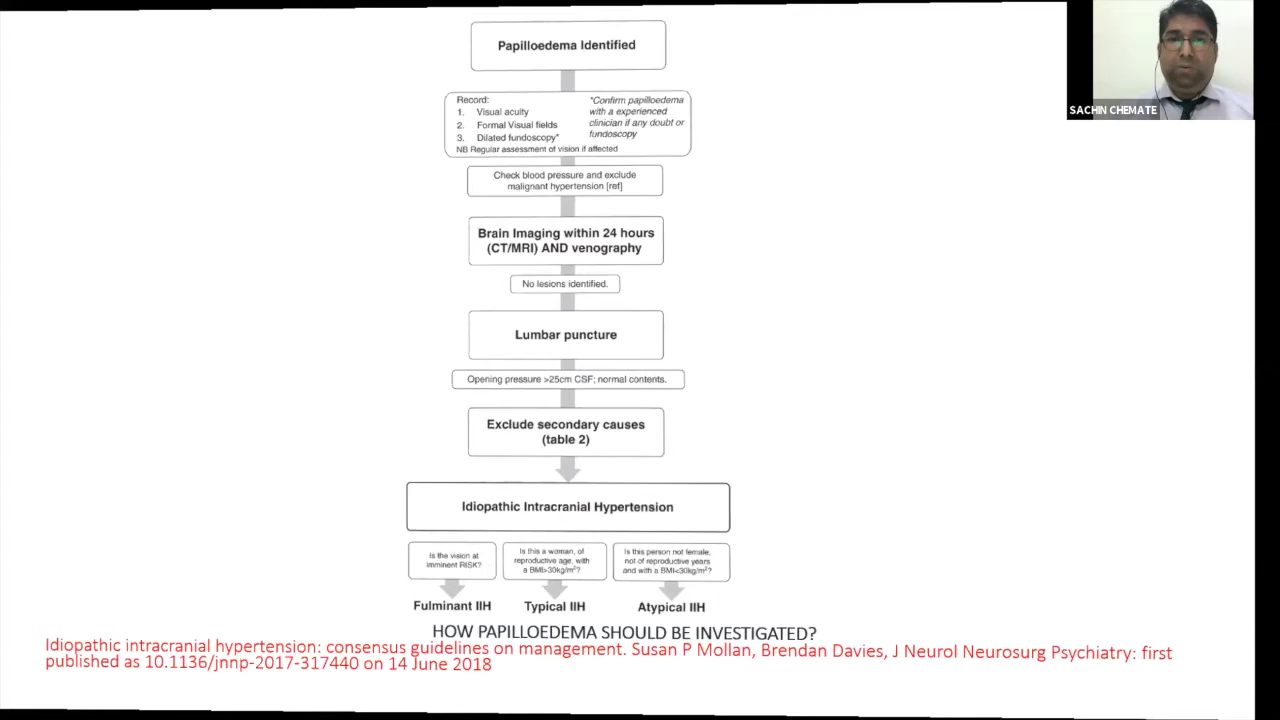 Papilloedema Identified
SACHIN CHEMATE
Record:
1. Visual acuity
2. Formal Visual fields
3. Dilated fundoscopy*
NB Regular assessment of vision if affected
*Confirm papilloedema
with a experienced
clinician if any doubt or
fundoscopy
Check blood pressure and exclude
malignant hypertension [ref]
Brain Imaging within 24 hours
(CT/MRI) AND venography
No lesions identified.
Lumbar puncture
Opening pressure >25cm CSF; normal contents.
Exclude secondary causes
(table 2)
Idiopathic Intracranial Hypertension
Is the vision at
imminent RISK?
Is this a woman, of
reproductive age, with
a BMI>30kg/m²?
Is this person not female,
not of reproductive years
and with a BMI<30kg/m²?
Fulminant IIH
Typical IIH
Atypical IIH
HOW PAPILLOEDEMA SHOULD BE INVESTIGATED?
Idiopathic intracranial hypertension: consensus guidelines on management. Susan P Mollan, Brendan Davies, J Neurol Neurosurg Psychiatry: first
published as 10.1136/jnnp-2017-317440 on 14 June 2018